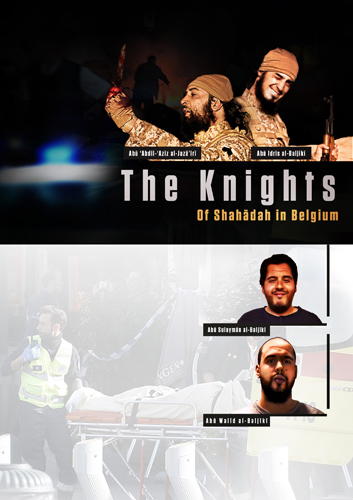 Abū 'Abdil-'Azīz al-Jazā'irī
Abū Idrīs al-Baljīkī
The Knights
Of Shahādah in Belgium
Abū Sulaymān al-Baljīkī
Abū Walīd al-Baljīkī